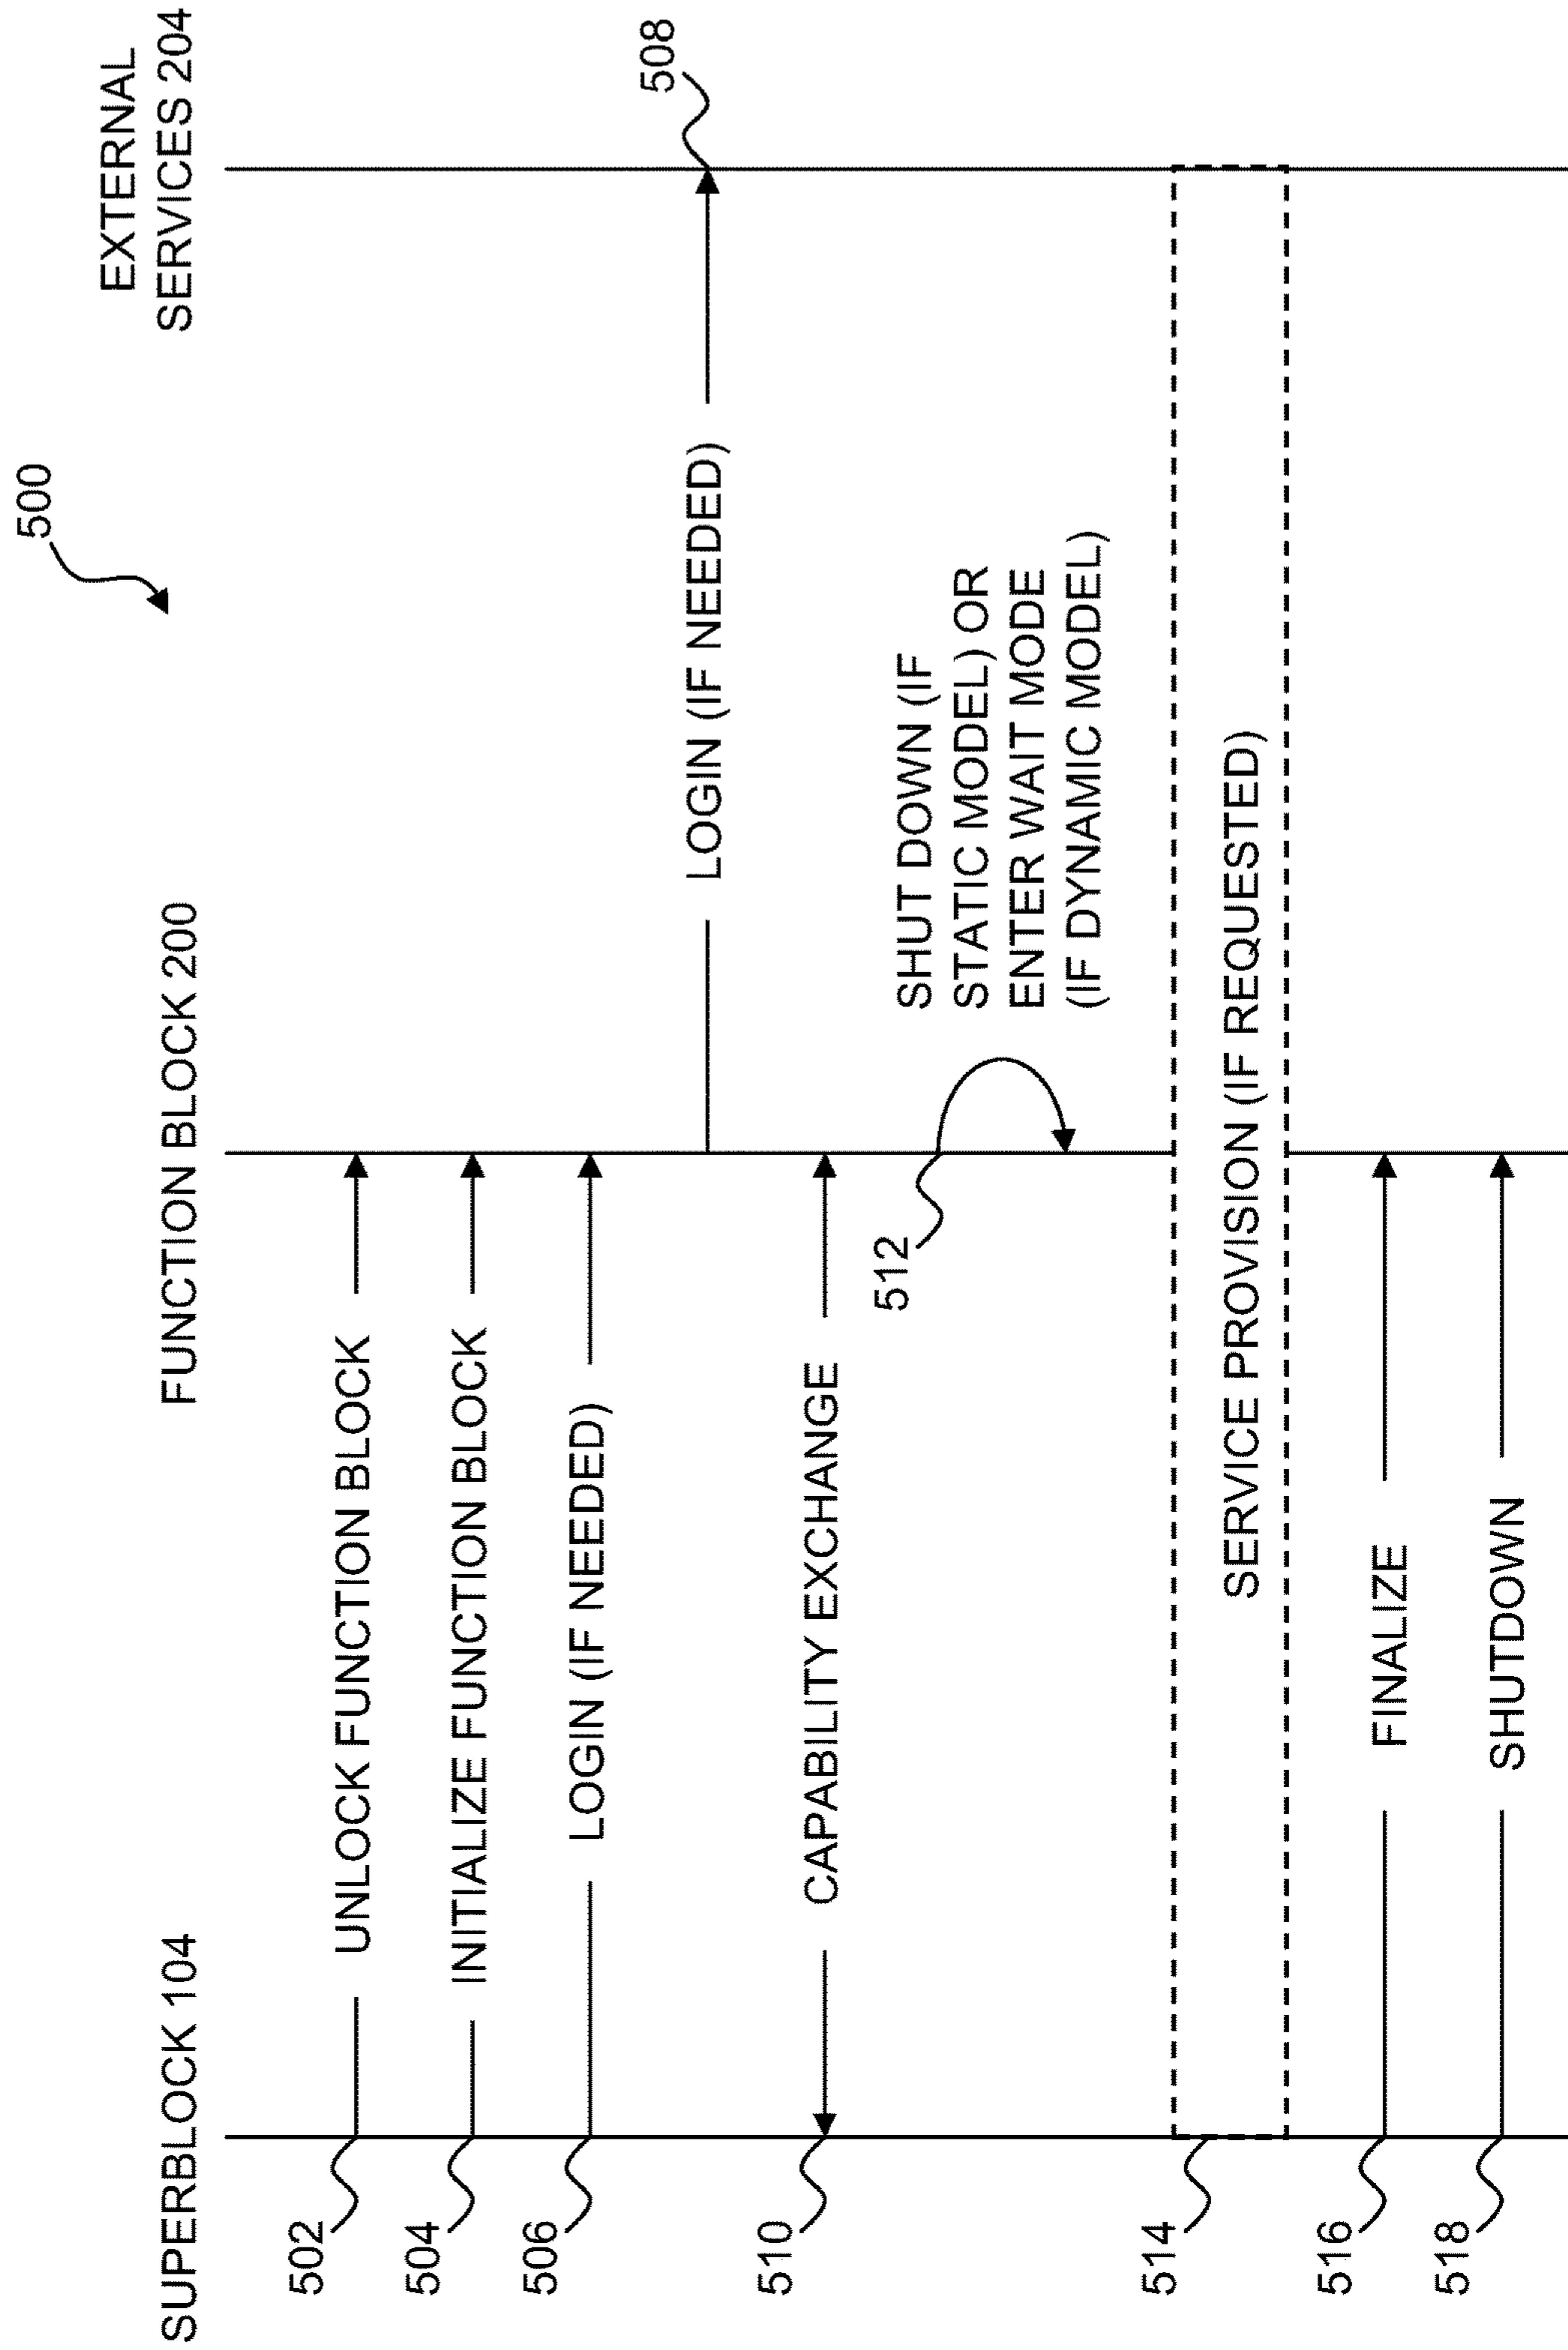 500
SUPERBLOCK 104
FUNCTION BLOCK 200
EXTERNAL
SERVICES 204
502
UNLOCK FUNCTION BLOCK
504
INITIALIZE FUNCTION BLOCK
506
LOGIN (IF NEEDED)
LOGIN (IF NEEDED)
508
510
CAPABILITY EXCHANGE
512
SHUT DOWN (IF
STATIC MODEL) OR
ENTER WAIT MODE
(IF DYNAMIC MODEL)
514
SERVICE PROVISION (IF REQUESTED)
516
FINALIZE
518
SHUTDOWN